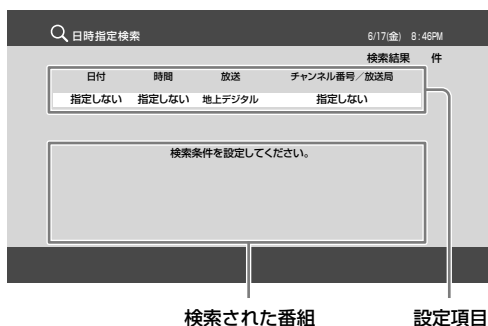 日時指定検索 6/17(金) 8:46PM
検索結果 件
日付 時間 放送 チャンネル番号／放送局
指定しない 指定しない 地上デジタル 指定しない
検索条件を設定してください。
検索された番組 設定項目